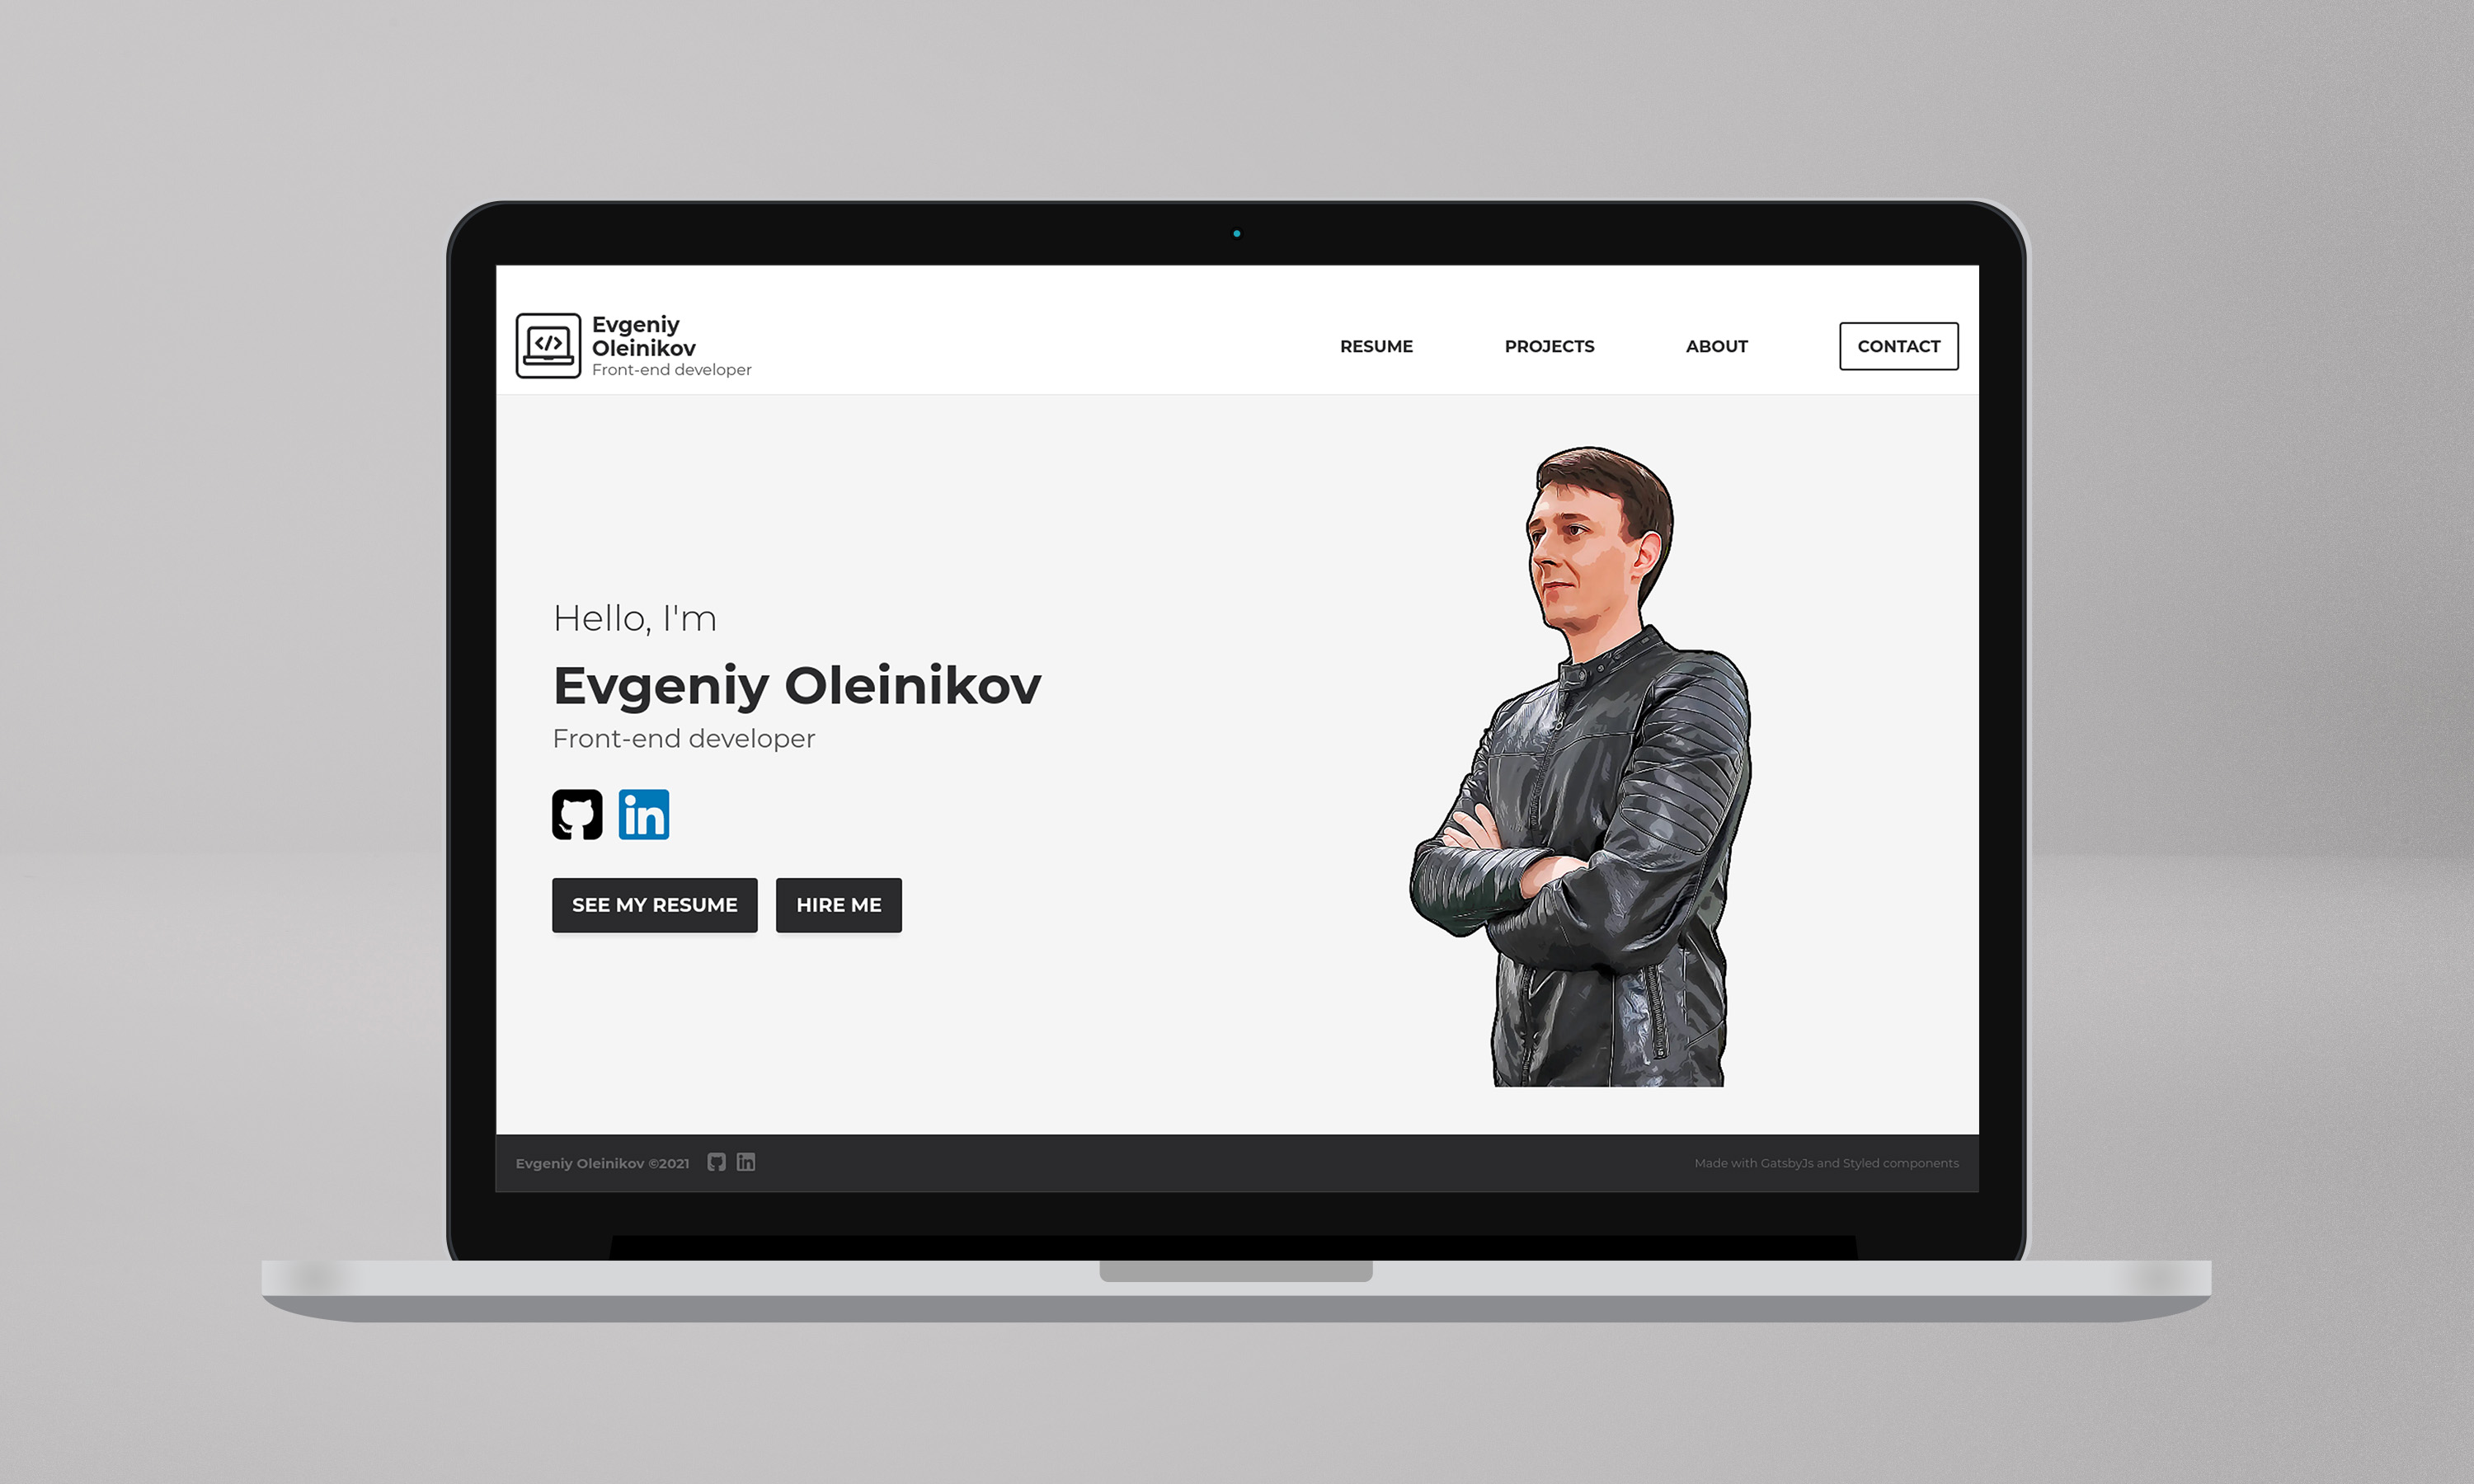 Evgeniy
Oleinikov
Front-end developer
RESUME PROJECTS ABOUT CONTACT
Hello, I'm
Evgeniy Oleinikov
Front-end developer
in
SEE MY RESUME HIRE ME
Evgeniy Oleinikov ©2021 in
Made with GatsbyJs and Styled components